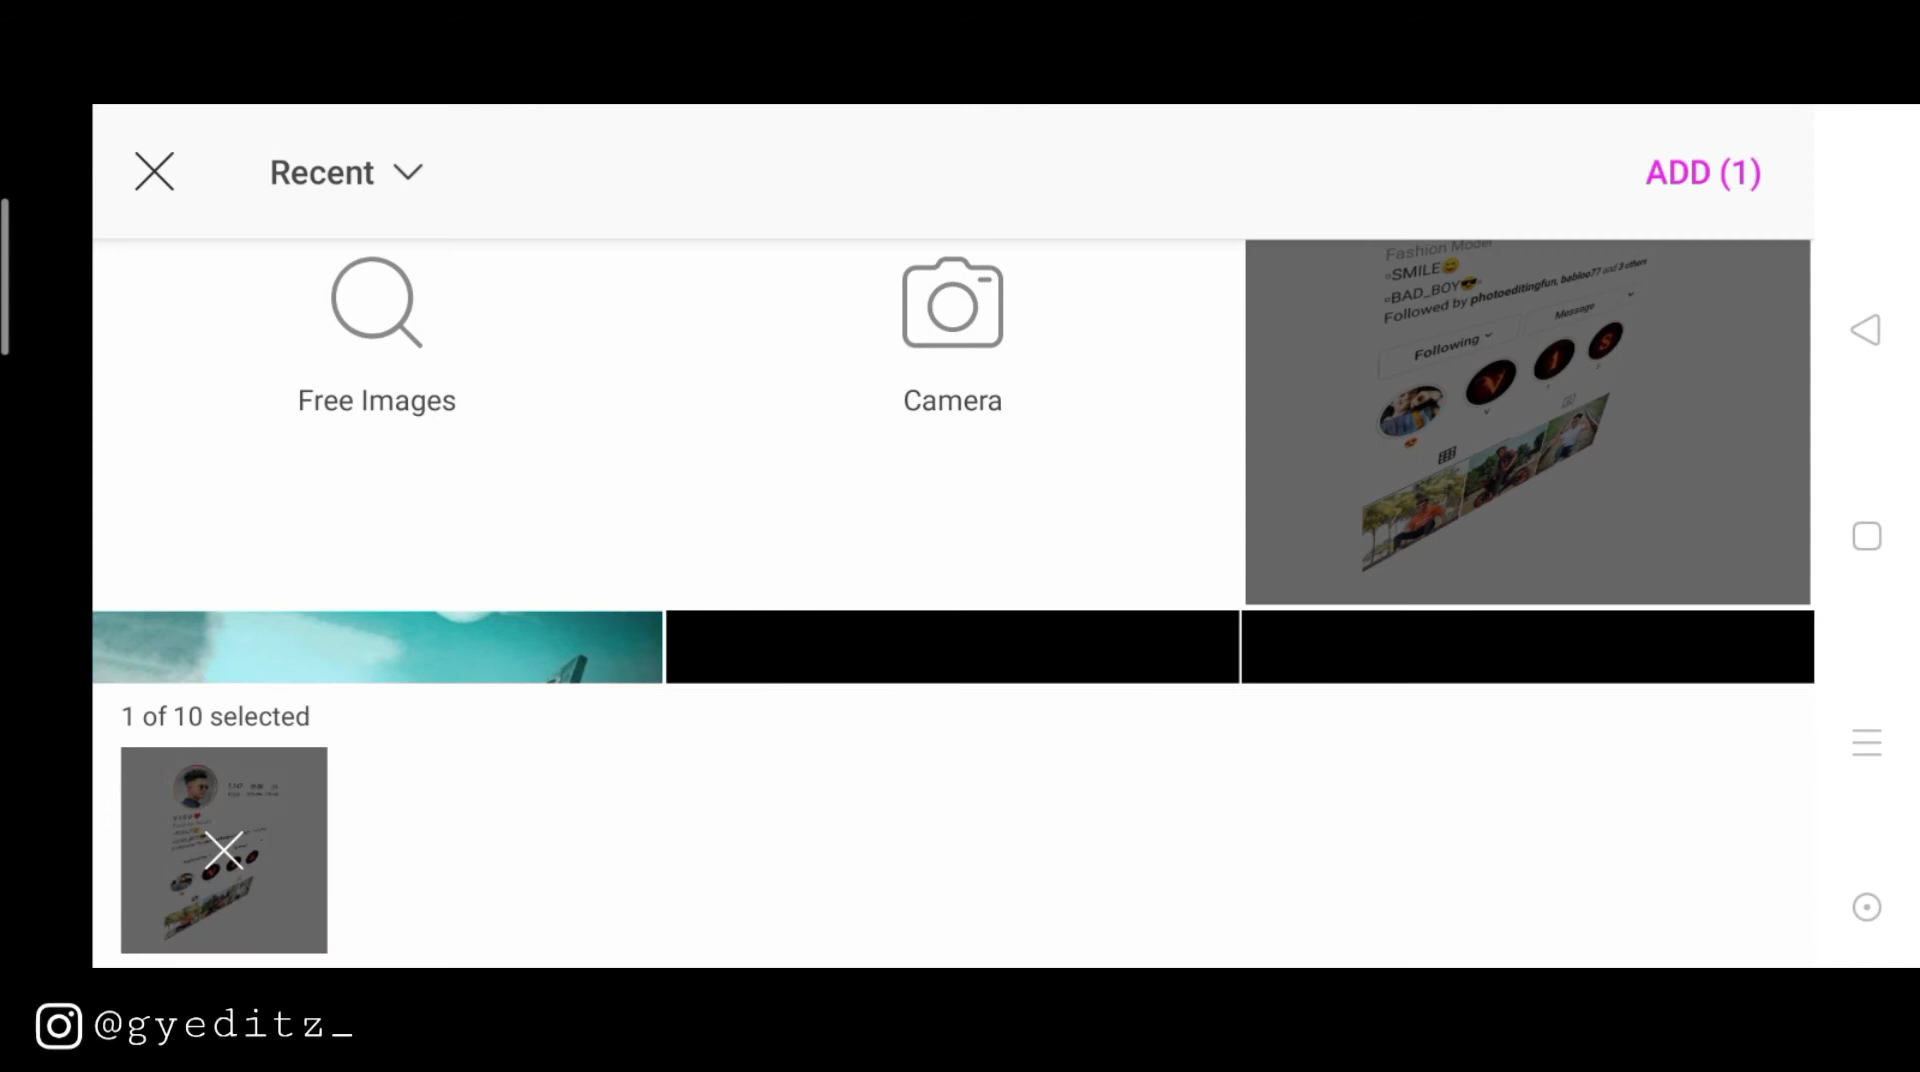 Recent
ADD (1)
Free Images
Camera
Fashion Model
▫SMILE😊
▫BAD_BOY😎▫
Followed by photoeditingfun, babloo77 and 3 others
Following
Message
V
I
S
1 of 10 selected
@gyeditz_